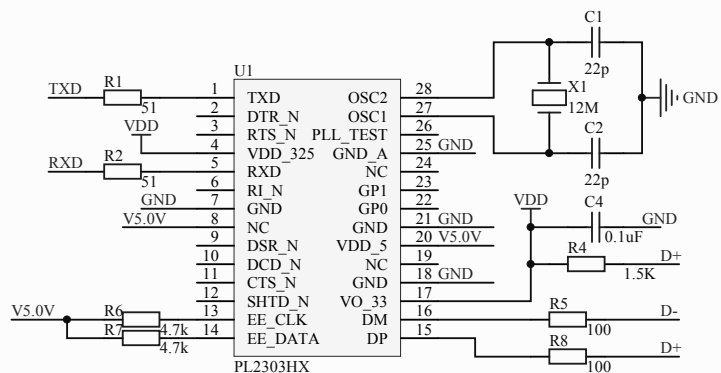 C1
22p
U1
X1
12M
GND
TXD
R1
51
1
TXD
OSC2
28
2
DTR_N
OSC1
27
VDD
3
RTS_N
PLL_TEST
26
4
VDD_325
GND_A
25
GND
C2
22p
RXD
R2
51
5
RXD
NC
24
6
RI_N
GP1
23
GND
7
GND
GP0
22
V5.0V
8
NC
GND
21
GND
VDD
C4
0.1uF
GND
9
DSR_N
VDD_5
20
V5.0V
10
DCD_N
NC
19
R4
1.5K
D+
11
CTS_N
GND
18
GND
12
SHTD_N
VO_33
17
V5.0V
R6
4.7k
13
EE_CLK
DM
16
R5
100
D-
R7
4.7k
14
EE_DATA
DP
15
R8
100
D+
PL2303HX